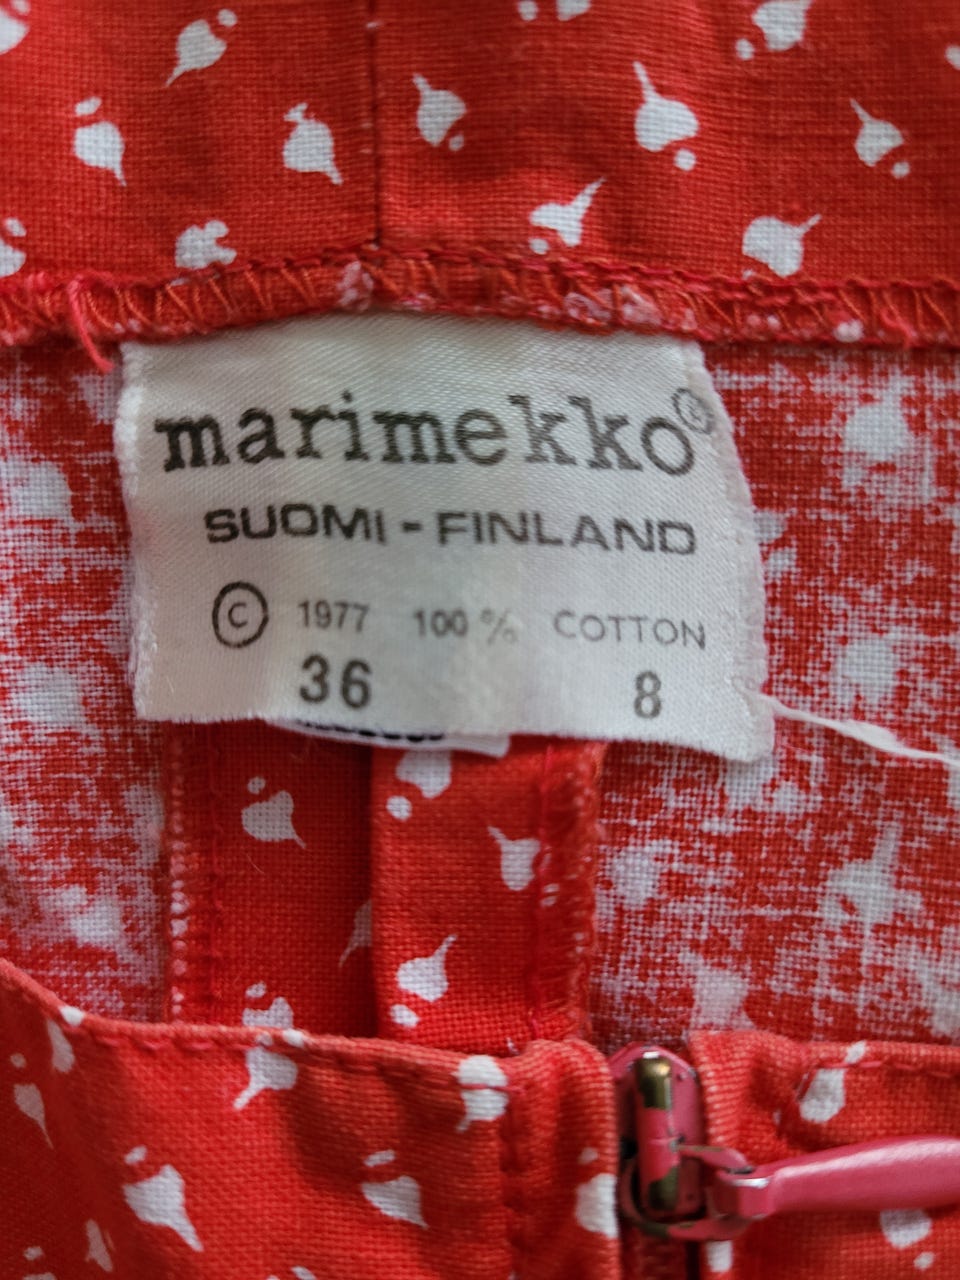 marimekko®
SUOMI - FINLAND
© 1977 100 % COTTON
36 8